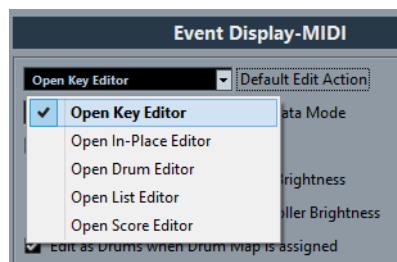 Event Display-MIDI
Open Key Editor Default Edit Action
Open Key Editor ata Mode
Open In-Place Editor
Open Drum Editor Brightness
Open List Editor oller Brightness
Open Score Editor
Edit as Drums when Drum Map is assigned